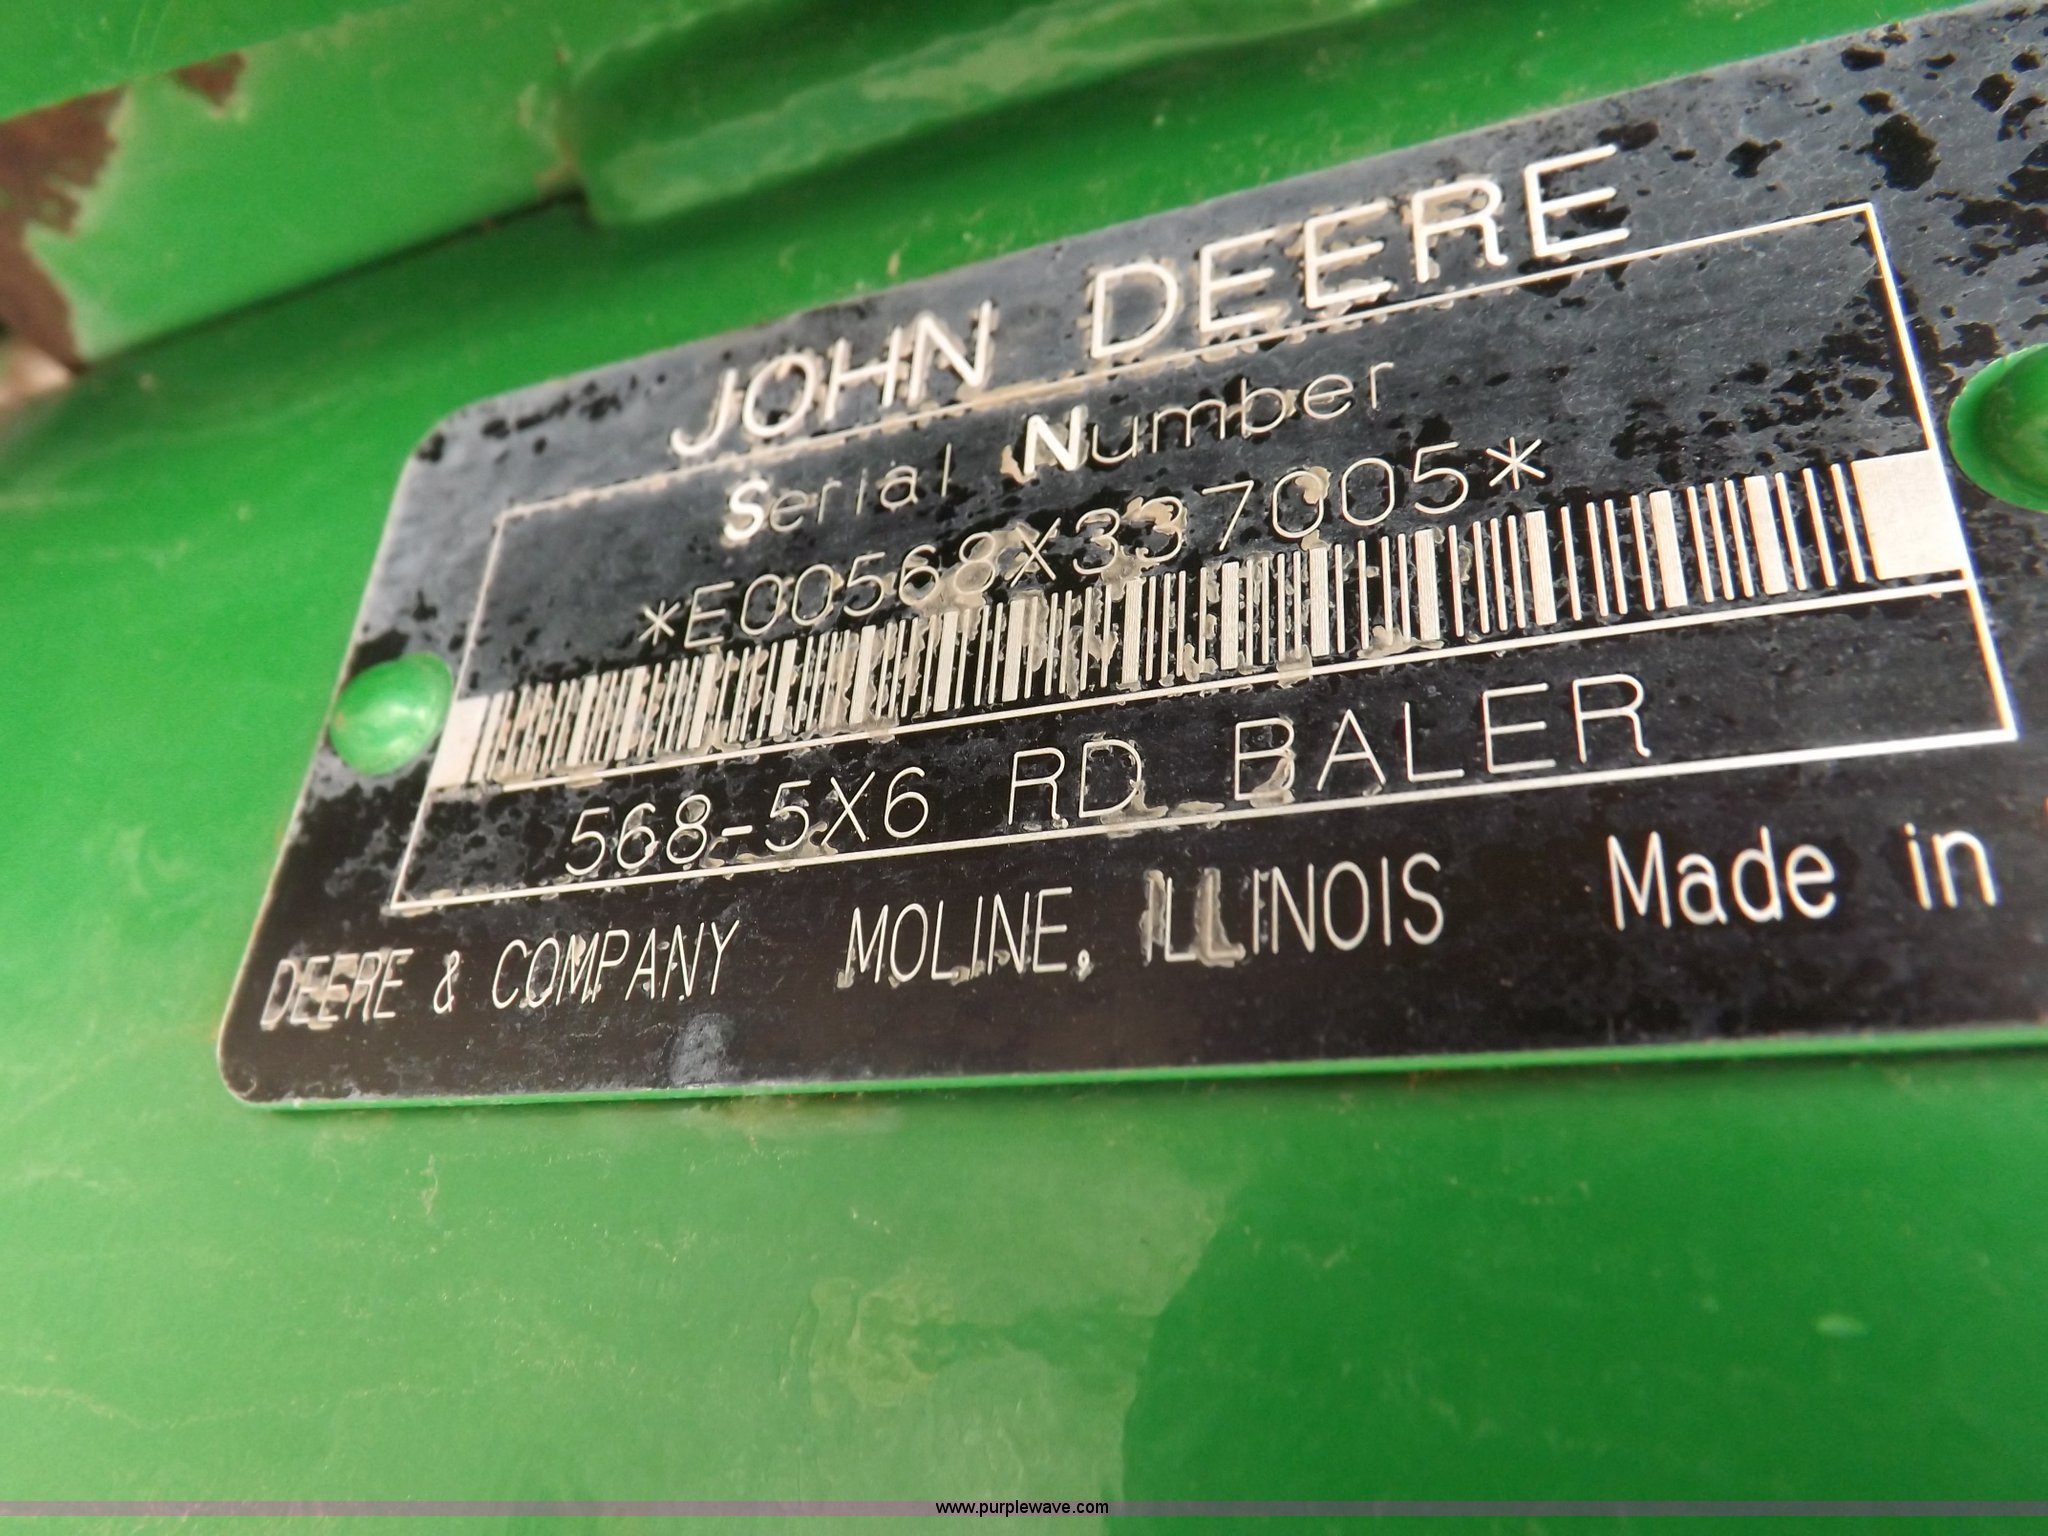 JOHN DEERE
Serial Number
*E00568X337005*
568-5X6 RD BALER
DEERE & COMPANY MOLINE, ILLINOIS Made in
www.purplewave.com